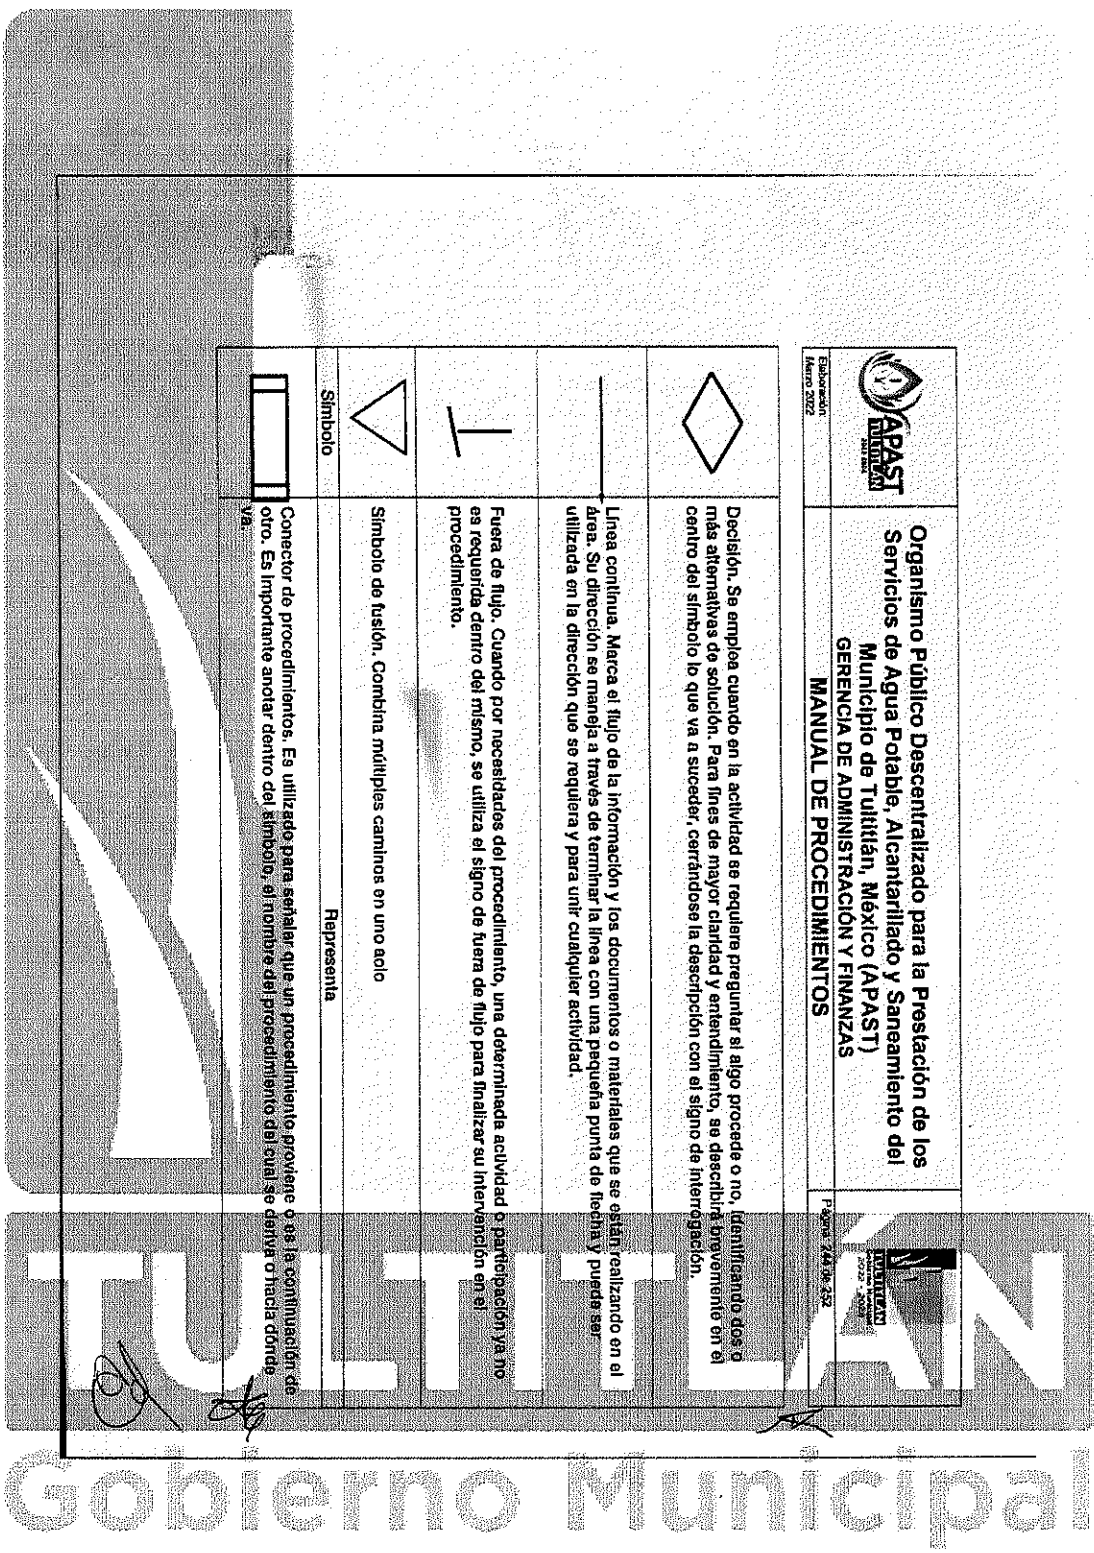 APAST
TULTITLÁN
Organismo Público Descentralizado para la Prestación de los
Servicios de Agua Potable, Alcantarillado y Saneamiento del
Municipio de Tultitlán, México (APAST)
GERENCIA DE ADMINISTRACIÓN Y FINANZAS
TULTITLÁN
Elaboración:
Marzo 2022
MANUAL DE PROCEDIMIENTOS
Página: 244 de 252
Decisión. Se emplea cuando en la actividad se requiere preguntar si algo procede o no, identificando dos o
más alternativas de solución. Para fines de mayor claridad y entendimiento, se describirá brevemente en el
centro del símbolo lo que va a suceder, cerrándose la descripción con el signo de interrogación.
Línea continua. Marca el flujo de la información y los documentos o materiales que se están realizando en el
área. Su dirección se maneja a través de terminar la línea con una pequeña punta de flecha y puede ser
utilizada en la dirección que se requiera y para unir cualquier actividad.
Fuera de flujo. Cuando por necesidades del procedimiento, una determinada actividad o participación ya no
es requerida dentro del mismo, se utiliza el signo de fuera de flujo para finalizar su intervención en el
procedimiento.
Símbolo de fusión. Combina múltiples caminos en uno solo
Símbolo
Representa
Conector de procedimientos. Es utilizado para señalar que un procedimiento proviene o es la continuación de
otro. Es importante anotar dentro del símbolo, el nombre del procedimiento del cual se deriva o hacia dónde
va.
TULTITLÁN
Gobierno Municipal